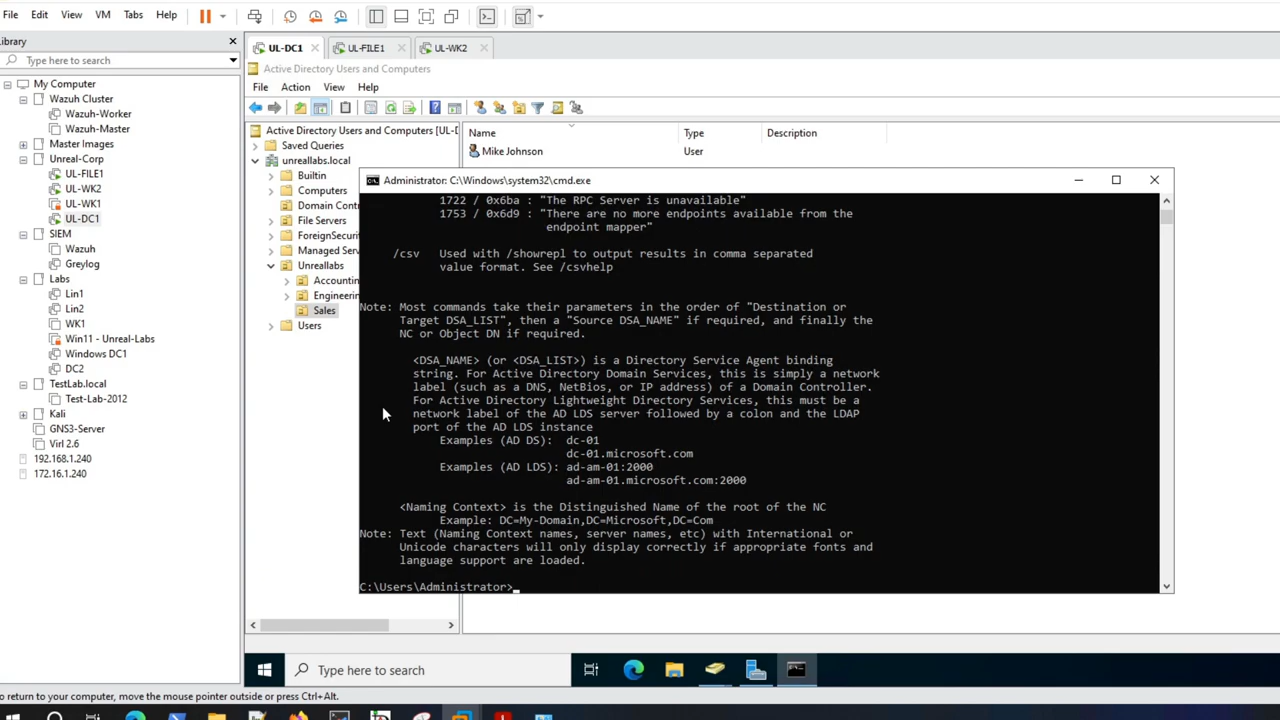 File Edit View VM Tabs Help
Library
Type here to search
My Computer
Wazuh Cluster
Wazuh-Worker
Wazuh-Master
Master Images
Unreal-Corp
UL-FILE1
UL-WK2
UL-WK1
UL-DC1
SIEM
Wazuh
Greylog
Labs
Lin1
Lin2
WK1
Win11 - Unreal-Labs
Windows DC1
DC2
TestLab.local
Test-Lab-2012
Kali
GNS3-Server
Virl 2.6
192.168.1.240
172.16.1.240
UL-DC1 UL-FILE1 UL-WK2
Active Directory Users and Computers
File Action View Help
Active Directory Users and Computers [UL-D
Saved Queries
unreallabs.local
Builtin
Computers
Domain Contr
File Servers
ForeignSecurity
Managed Serv
Unreallabs
Accounting
Engineering
Sales
Users
Name Type Description
Mike Johnson User
Administrator: C:\Windows\system32\cmd.exe
1722 / 0x6ba : "The RPC Server is unavailable"
1753 / 0x6d9 : "There are no more endpoints available from the
endpoint mapper"
/csv Used with /showrepl to output results in comma separated
value format. See /csvhelp
Note: Most commands take their parameters in the order of "Destination or
Target DSA_LIST", then a "Source DSA_NAME" if required, and finally the
NC or Object DN if required.
<DSA_NAME> (or <DSA_LIST>) is a Directory Service Agent binding
string. For Active Directory Domain Services, this is simply a network
label (such as a DNS, NetBios, or IP address) of a Domain Controller.
For Active Directory Lightweight Directory Services, this must be a
network label of the AD LDS server followed by a colon and the LDAP
port of the AD LDS instance
Examples (AD DS): dc-01
dc-01.microsoft.com
Examples (AD LDS): ad-am-01:2000
ad-am-01.microsoft.com:2000
<Naming Context> is the Distinguished Name of the root of the NC
Example: DC=My-Domain,DC=Microsoft,DC=Com
Note: Text (Naming Context names, server names, etc) with International or
Unicode characters will only display correctly if appropriate fonts and
language support are loaded.
C:\Users\Administrator>
Type here to search
to return to your computer, move the mouse pointer outside or press Ctrl+Alt.